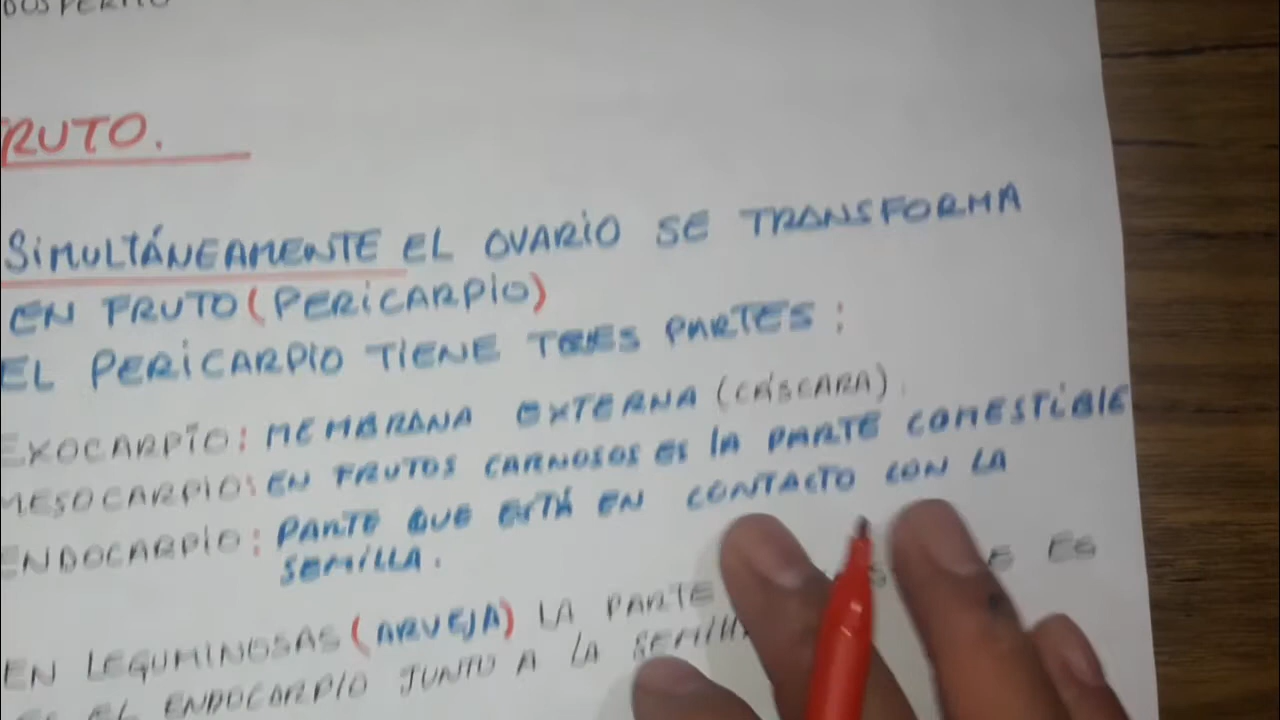 RUTO.
SIMULTÁNEAMENTE EL OVARIO SE TRANSFORMA
EN FRUTO (PERICARPIO)
EL PERICARPIO TIENE TRES PARTES:
EXOCARPIO: MEMBRANA EXTERNA (CÁSCARA).
MESOCARPIO: EN FRUTOS CARNOSOS ES LA PARTE COMESTIBLE
ENDOCARPIO: PARTE QUE ESTÁ EN CONTACTO CON LA
SEMILLA.
EN LEGUMINOSAS (ARVEJA) LA PARTE ES
ES EL ENDOCARPIO JUNTO A LA